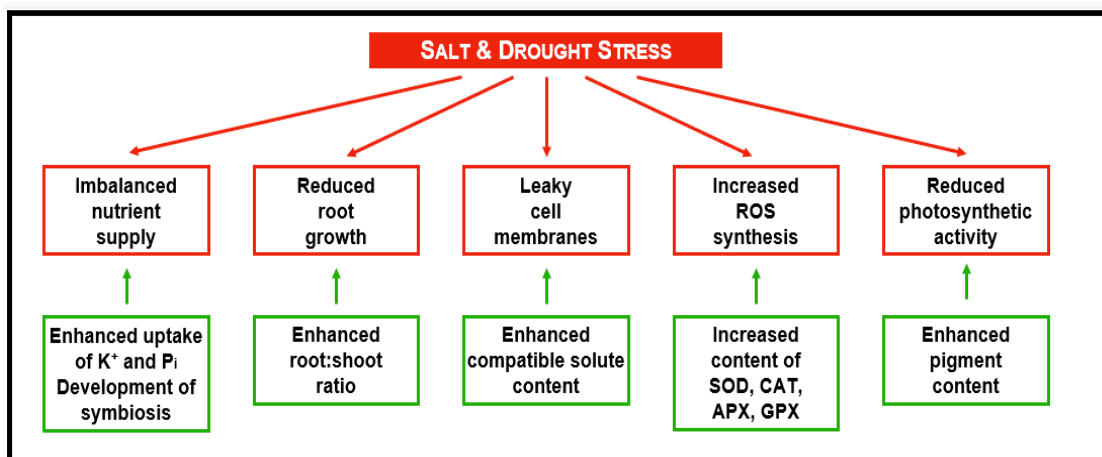 SALT & DROUGHT STRESS
Imbalanced
nutrient
supply
Reduced
root
growth
Leaky
cell
membranes
Increased
ROS
synthesis
Reduced
photosynthetic
activity
Enhanced uptake
of K⁺ and Pi
Development of
symbiosis
Enhanced
root:shoot
ratio
Enhanced
compatible solute
content
Increased
content of
SOD, CAT,
APX, GPX
Enhanced
pigment
content